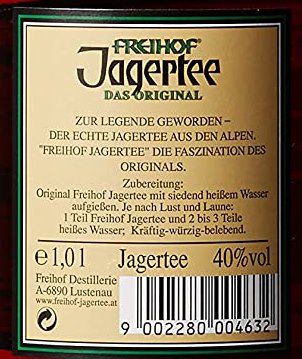 FREIHOF®
Jagertee
DAS ORIGINAL
ZUR LEGENDE GEWORDEN –
DER ECHTE JAGERTEE AUS DEN ALPEN.
"FREIHOF JAGERTEE" DIE FASZINATION DES
ORIGINALS.
Zubereitung:
Original Freihof Jagertee mit siedend heißem Wasser
aufgießen. Je nach Lust und Laune:
1 Teil Freihof Jagertee und 2 bis 3 Teile
heißes Wasser; Kräftig-würzig-belebend.
e 1,0 l Jagertee 40%vol
Freihof Destillerie
A-6890 Lustenau
www.freihof-jagertee.at
9 002280 004632